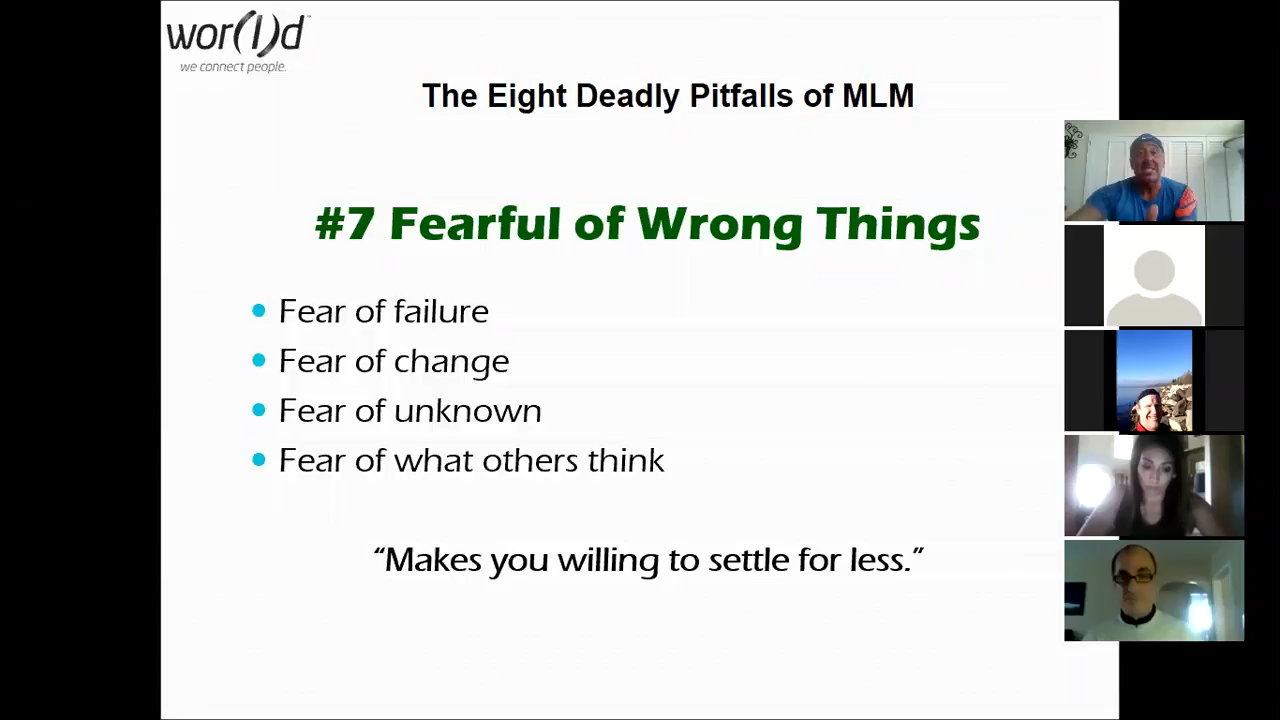 wor(l)d
we connect people.
The Eight Deadly Pitfalls of MLM
#7 Fearful of Wrong Things
• Fear of failure
• Fear of change
• Fear of unknown
• Fear of what others think
“Makes you willing to settle for less.”